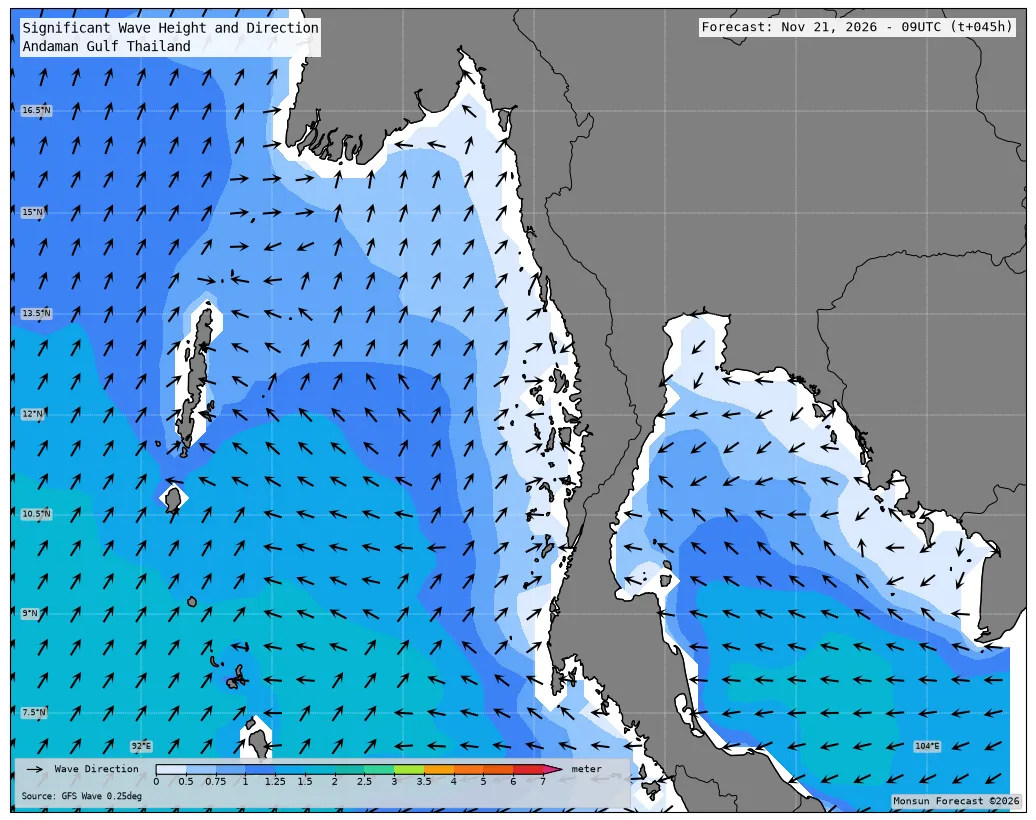 Significant Wave Height and Direction
Andaman Gulf Thailand
Forecast: Nov 21, 2026 - 09UTC (t+045h)
16.5°N
15°N
13.5°N
12°N
10.5°N
9°N
7.5°N
92°E
104°E
Wave Direction
meter
0 0.5 0.75 1 1.25 1.5 2 2.5 3 3.5 4 5 6 7
Source: GFS Wave 0.25deg
Monsun Forecast ©2026